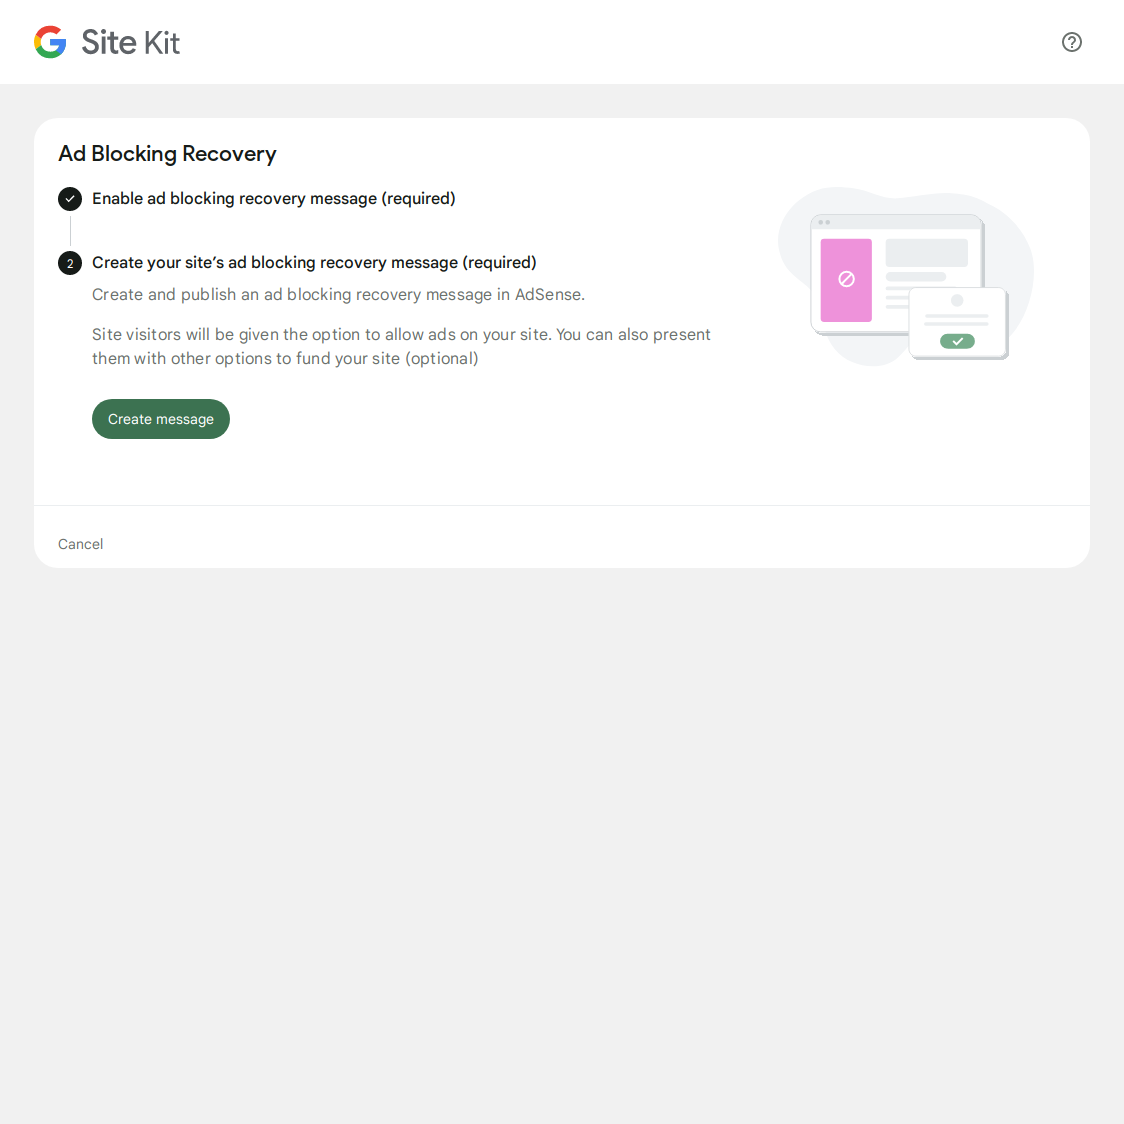 Site Kit
Ad Blocking Recovery
Enable ad blocking recovery message (required)
2
Create your site’s ad blocking recovery message (required)
Create and publish an ad blocking recovery message in AdSense.
Site visitors will be given the option to allow ads on your site. You can also present
them with other options to fund your site (optional)
Create message
Cancel